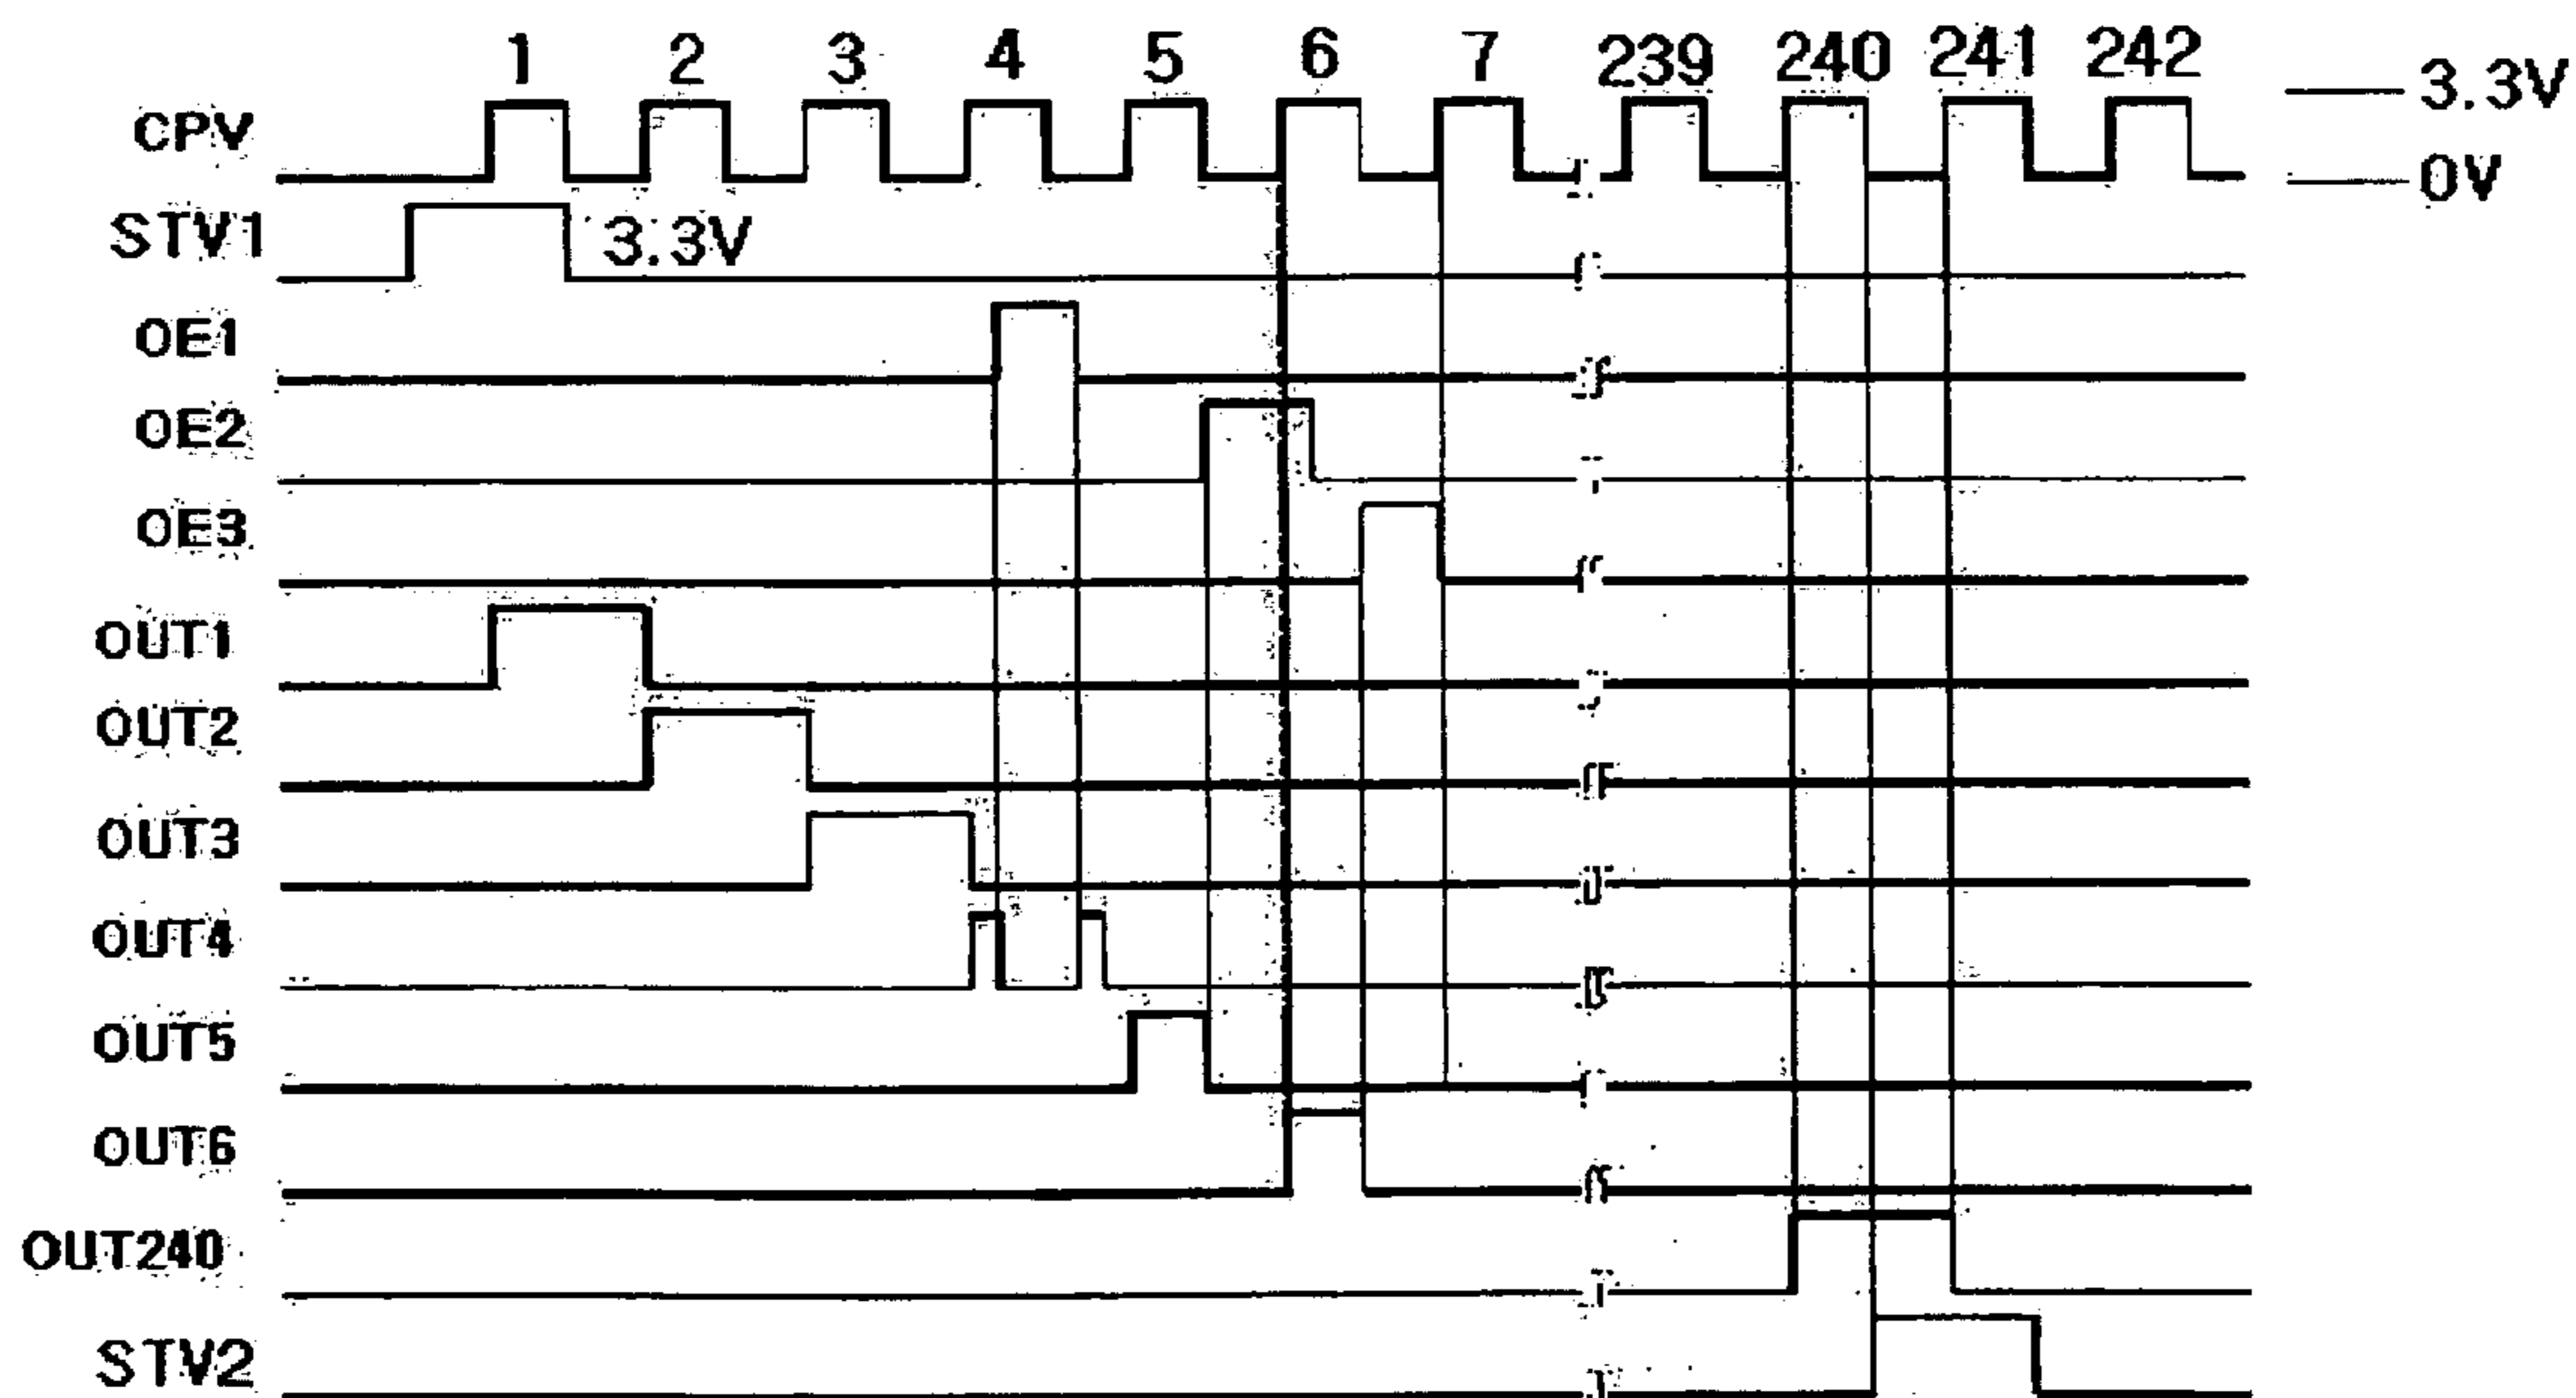 1 2 3 4 5 6 7 239 240 241 242
3.3V
CPV
0V
STV1 3.3V
OE1
OE2
OE3
OUT1
OUT2
OUT3
OUT4
OUT5
OUT6
OUT240
STV2